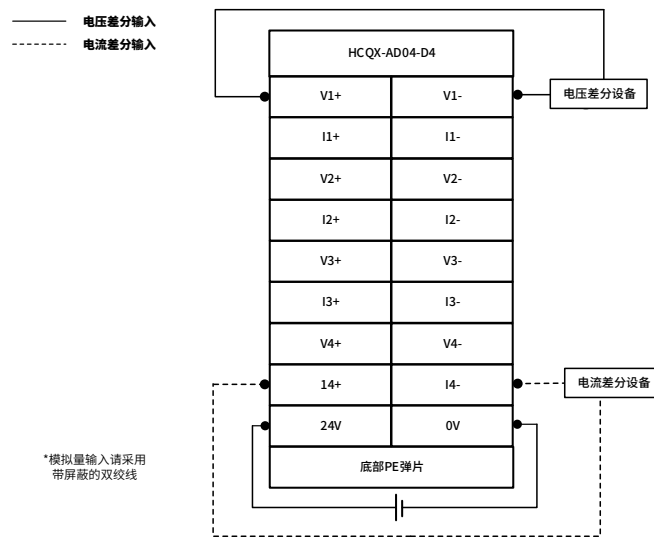 电压差分输入
电流差分输入
HCQX-AD04-D4
V1+ V1-
电压差分设备
I1+ I1-
V2+ V2-
I2+ I2-
V3+ V3-
I3+ I3-
V4+ V4-
14+ I4-
电流差分设备
24V 0V
底部PE弹片
*模拟量输入请采用
带屏蔽的双绞线